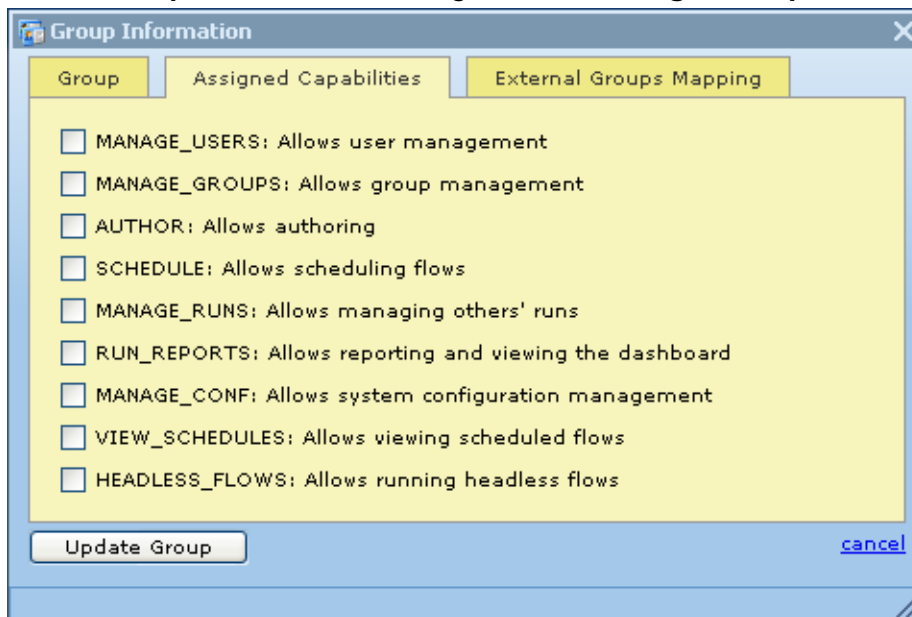 Group Information
Group Assigned Capabilities External Groups Mapping
MANAGE_USERS: Allows user management
MANAGE_GROUPS: Allows group management
AUTHOR: Allows authoring
SCHEDULE: Allows scheduling flows
MANAGE_RUNS: Allows managing others' runs
RUN_REPORTS: Allows reporting and viewing the dashboard
MANAGE_CONF: Allows system configuration management
VIEW_SCHEDULES: Allows viewing scheduled flows
HEADLESS_FLOWS: Allows running headless flows
Update Group cancel